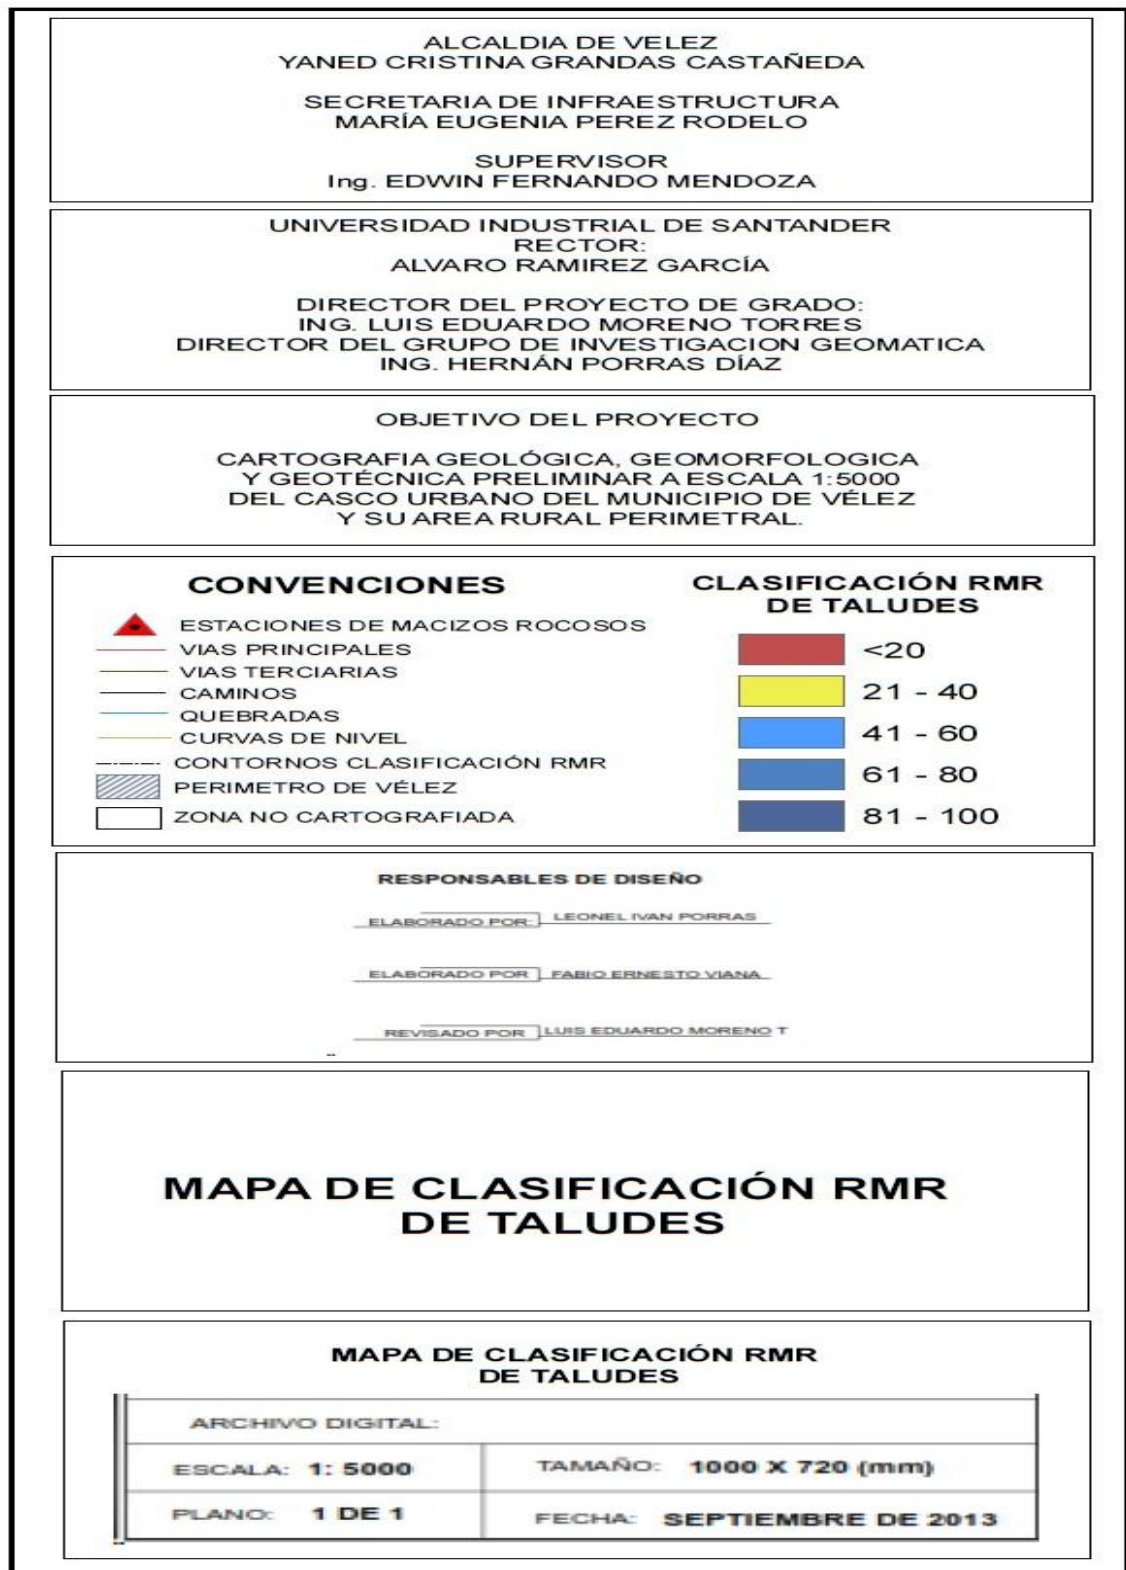 ALCALDIA DE VELEZ
YANED CRISTINA GRANDAS CASTAÑEDA
SECRETARIA DE INFRAESTRUCTURA
MARÍA EUGENIA PEREZ RODELO
SUPERVISOR
Ing. EDWIN FERNANDO MENDOZA
UNIVERSIDAD INDUSTRIAL DE SANTANDER
RECTOR:
ALVARO RAMIREZ GARCÍA
DIRECTOR DEL PROYECTO DE GRADO:
ING. LUIS EDUARDO MORENO TORRES
DIRECTOR DEL GRUPO DE INVESTIGACION GEOMATICA
ING. HERNÁN PORRAS DÍAZ
OBJETIVO DEL PROYECTO
CARTOGRAFIA GEOLÓGICA, GEOMORFOLOGICA
Y GEOTÉCNICA PRELIMINAR A ESCALA 1:5000
DEL CASCO URBANO DEL MUNICIPIO DE VÉLEZ
Y SU AREA RURAL PERIMETRAL.
CONVENCIONES
ESTACIONES DE MACIZOS ROCOSOS
VIAS PRINCIPALES
VIAS TERCIARIAS
CAMINOS
QUEBRADAS
CURVAS DE NIVEL
CONTORNOS CLASIFICACIÓN RMR
PERIMETRO DE VÉLEZ
ZONA NO CARTOGRAFIADA
CLASIFICACIÓN RMR
DE TALUDES
<20
21 - 40
41 - 60
61 - 80
81 - 100
RESPONSABLES DE DISEÑO
ELABORADO POR: LEONEL IVAN PORRAS
ELABORADO POR FABIO ERNESTO VIANA
REVISADO POR LUIS EDUARDO MORENO T
MAPA DE CLASIFICACIÓN RMR
DE TALUDES
MAPA DE CLASIFICACIÓN RMR
DE TALUDES
ARCHIVO DIGITAL:
ESCALA: 1: 5000 TAMAÑO: 1000 X 720 (mm)
PLANO: 1 DE 1 FECHA: SEPTIEMBRE DE 2013